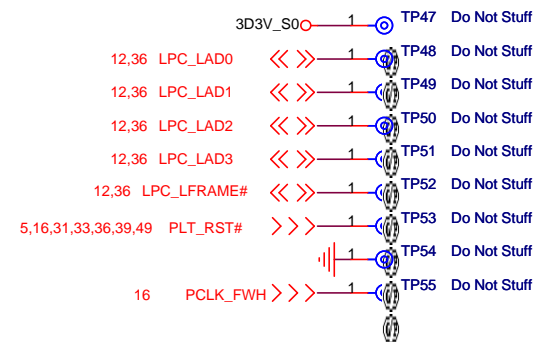 3D3V_S0 1 TP47 Do Not Stuff
12,36 LPC_LAD0 1 TP48 Do Not Stuff
12,36 LPC_LAD1 1 TP49 Do Not Stuff
12,36 LPC_LAD2 1 TP50 Do Not Stuff
12,36 LPC_LAD3 1 TP51 Do Not Stuff
12,36 LPC_LFRAME# 1 TP52 Do Not Stuff
5,16,31,33,36,39,49 PLT_RST# 1 TP53 Do Not Stuff
1 TP54 Do Not Stuff
16 PCLK_FWH 1 TP55 Do Not Stuff